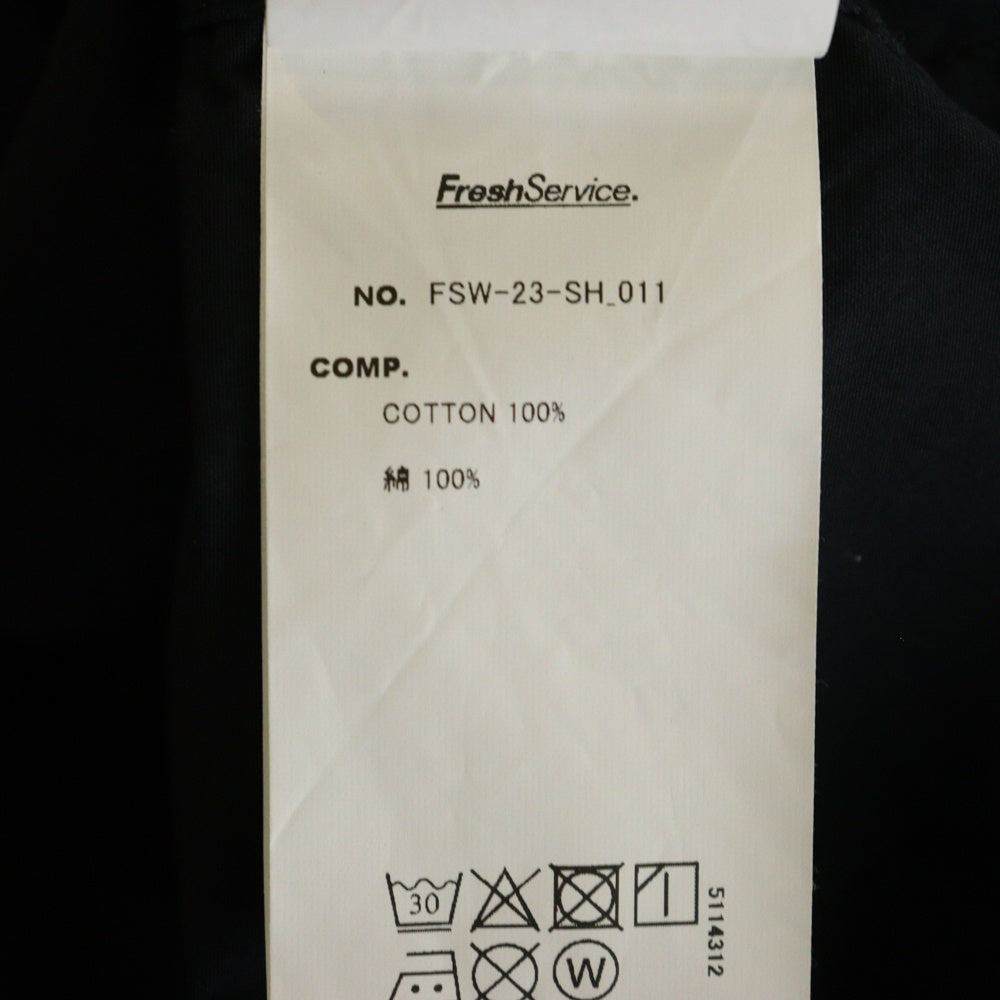 FreshService.
NO. FSW-23-SH_011
COMP.
COTTON 100%
綿 100%
30
5114312
W